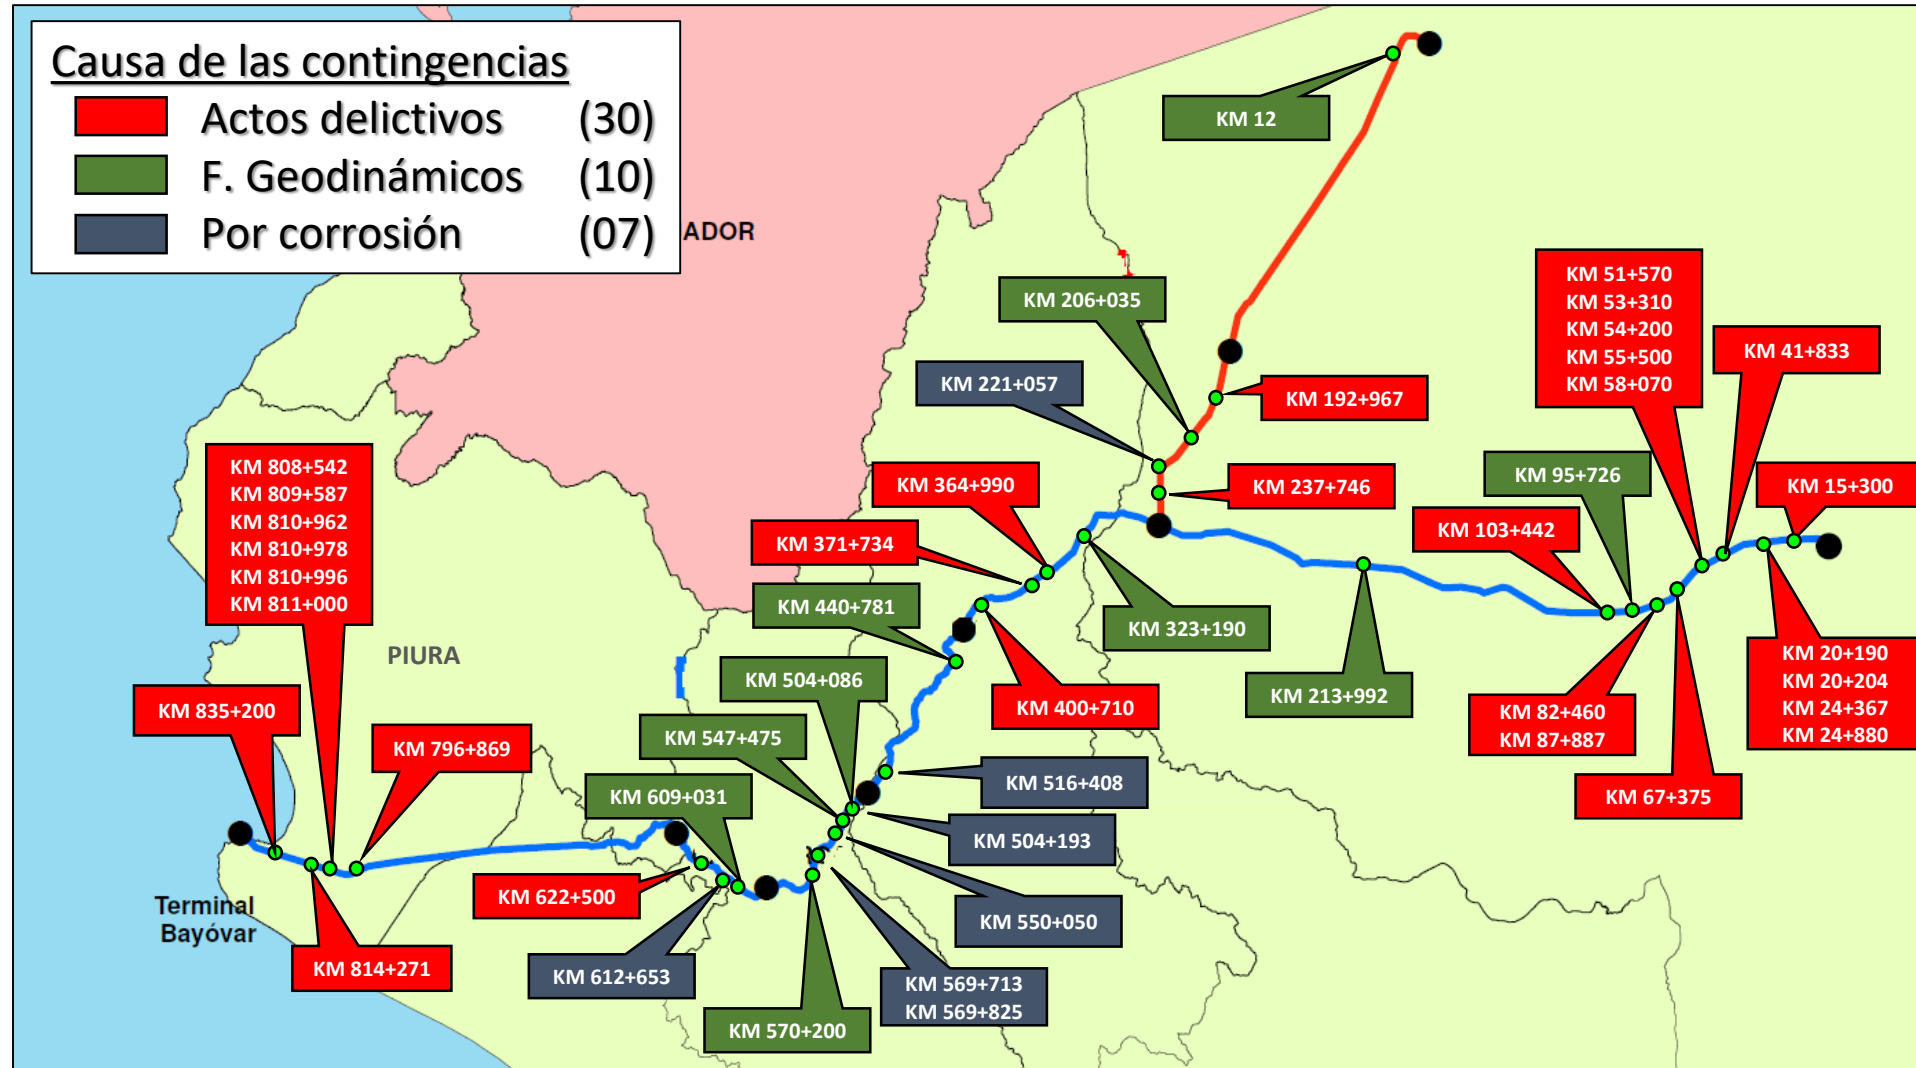 Causa de las contingencias
Actos delictivos (30)
F. Geodinámicos (10)
Por corrosión (07)
ADOR
KM 12
KM 206+035
KM 221+057
KM 192+967
KM 237+746
KM 51+570
KM 53+310
KM 54+200
KM 55+500
KM 58+070
KM 41+833
KM 95+726
KM 15+300
KM 103+442
KM 364+990
KM 371+734
KM 440+781
KM 323+190
KM 213+992
KM 400+710
KM 82+460
KM 87+887
KM 67+375
KM 20+190
KM 20+204
KM 24+367
KM 24+880
KM 808+542
KM 809+587
KM 810+962
KM 810+978
KM 810+996
KM 811+000
PIURA
KM 835+200
KM 796+869
KM 504+086
KM 547+475
KM 609+031
KM 516+408
KM 504+193
KM 550+050
KM 569+713
KM 569+825
KM 622+500
KM 612+653
KM 570+200
Terminal
Bayóvar
KM 814+271